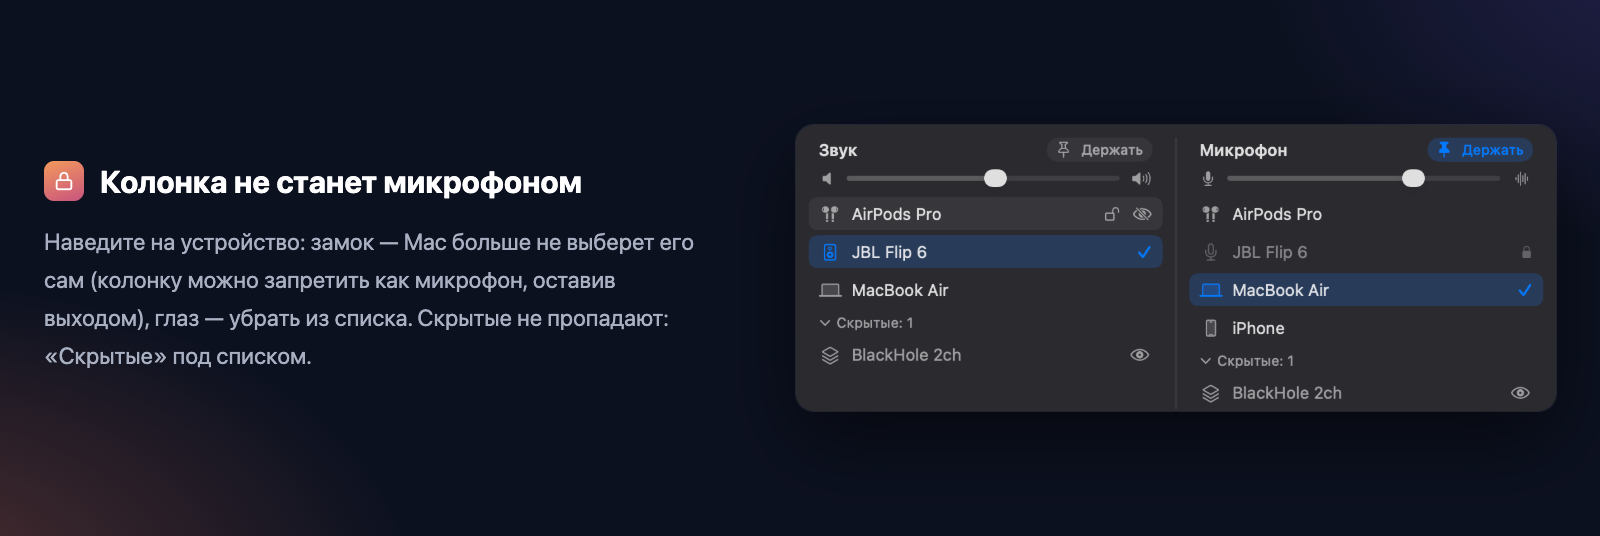 Колонка не станет микрофоном
Наведите на устройство: замок — Mac больше не выберет его
сам (колонку можно запретить как микрофон, оставив
выходом), глаз — убрать из списка. Скрытые не пропадают:
«Скрытые» под списком.
Звук
Держать
AirPods Pro
JBL Flip 6
MacBook Air
Скрытые: 1
BlackHole 2ch
Микрофон
Держать
AirPods Pro
JBL Flip 6
MacBook Air
iPhone
Скрытые: 1
BlackHole 2ch